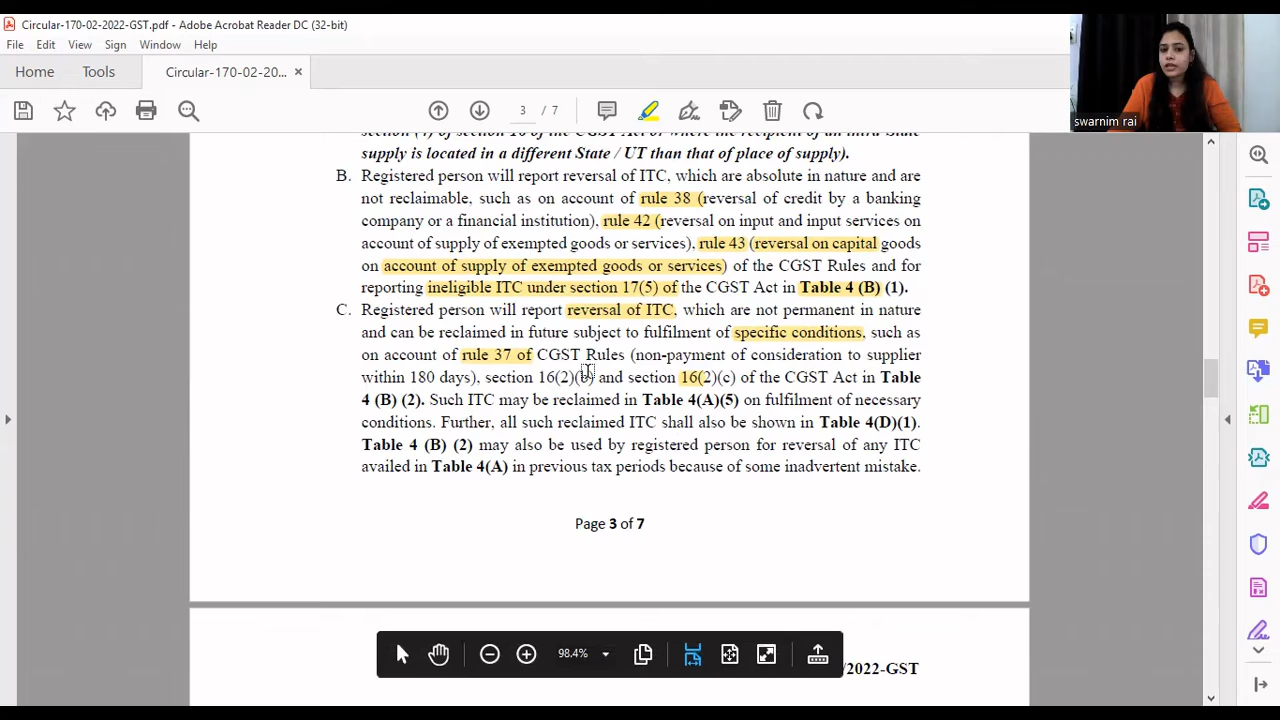 Circular-170-02-2022-GST.pdf - Adobe Acrobat Reader DC (32-bit)
File Edit View Sign Window Help
Home Tools Circular-170-02-20... ×
3 / 7
swarnim rai
supply is located in a different State / UT than that of place of supply).
B. Registered person will report reversal of ITC, which are absolute in nature and are
not reclaimable, such as on account of rule 38 (reversal of credit by a banking
company or a financial institution), rule 42 (reversal on input and input services on
account of supply of exempted goods or services), rule 43 (reversal on capital goods
on account of supply of exempted goods or services) of the CGST Rules and for
reporting ineligible ITC under section 17(5) of the CGST Act in Table 4 (B) (1).
C. Registered person will report reversal of ITC, which are not permanent in nature
and can be reclaimed in future subject to fulfilment of specific conditions, such as
on account of rule 37 of CGST Rules (non-payment of consideration to supplier
within 180 days), section 16(2)(b) and section 16(2)(c) of the CGST Act in Table
4 (B) (2). Such ITC may be reclaimed in Table 4(A)(5) on fulfilment of necessary
conditions. Further, all such reclaimed ITC shall also be shown in Table 4(D)(1).
Table 4 (B) (2) may also be used by registered person for reversal of any ITC
availed in Table 4(A) in previous tax periods because of some inadvertent mistake.
Page 3 of 7
98.4%
/2022-GST